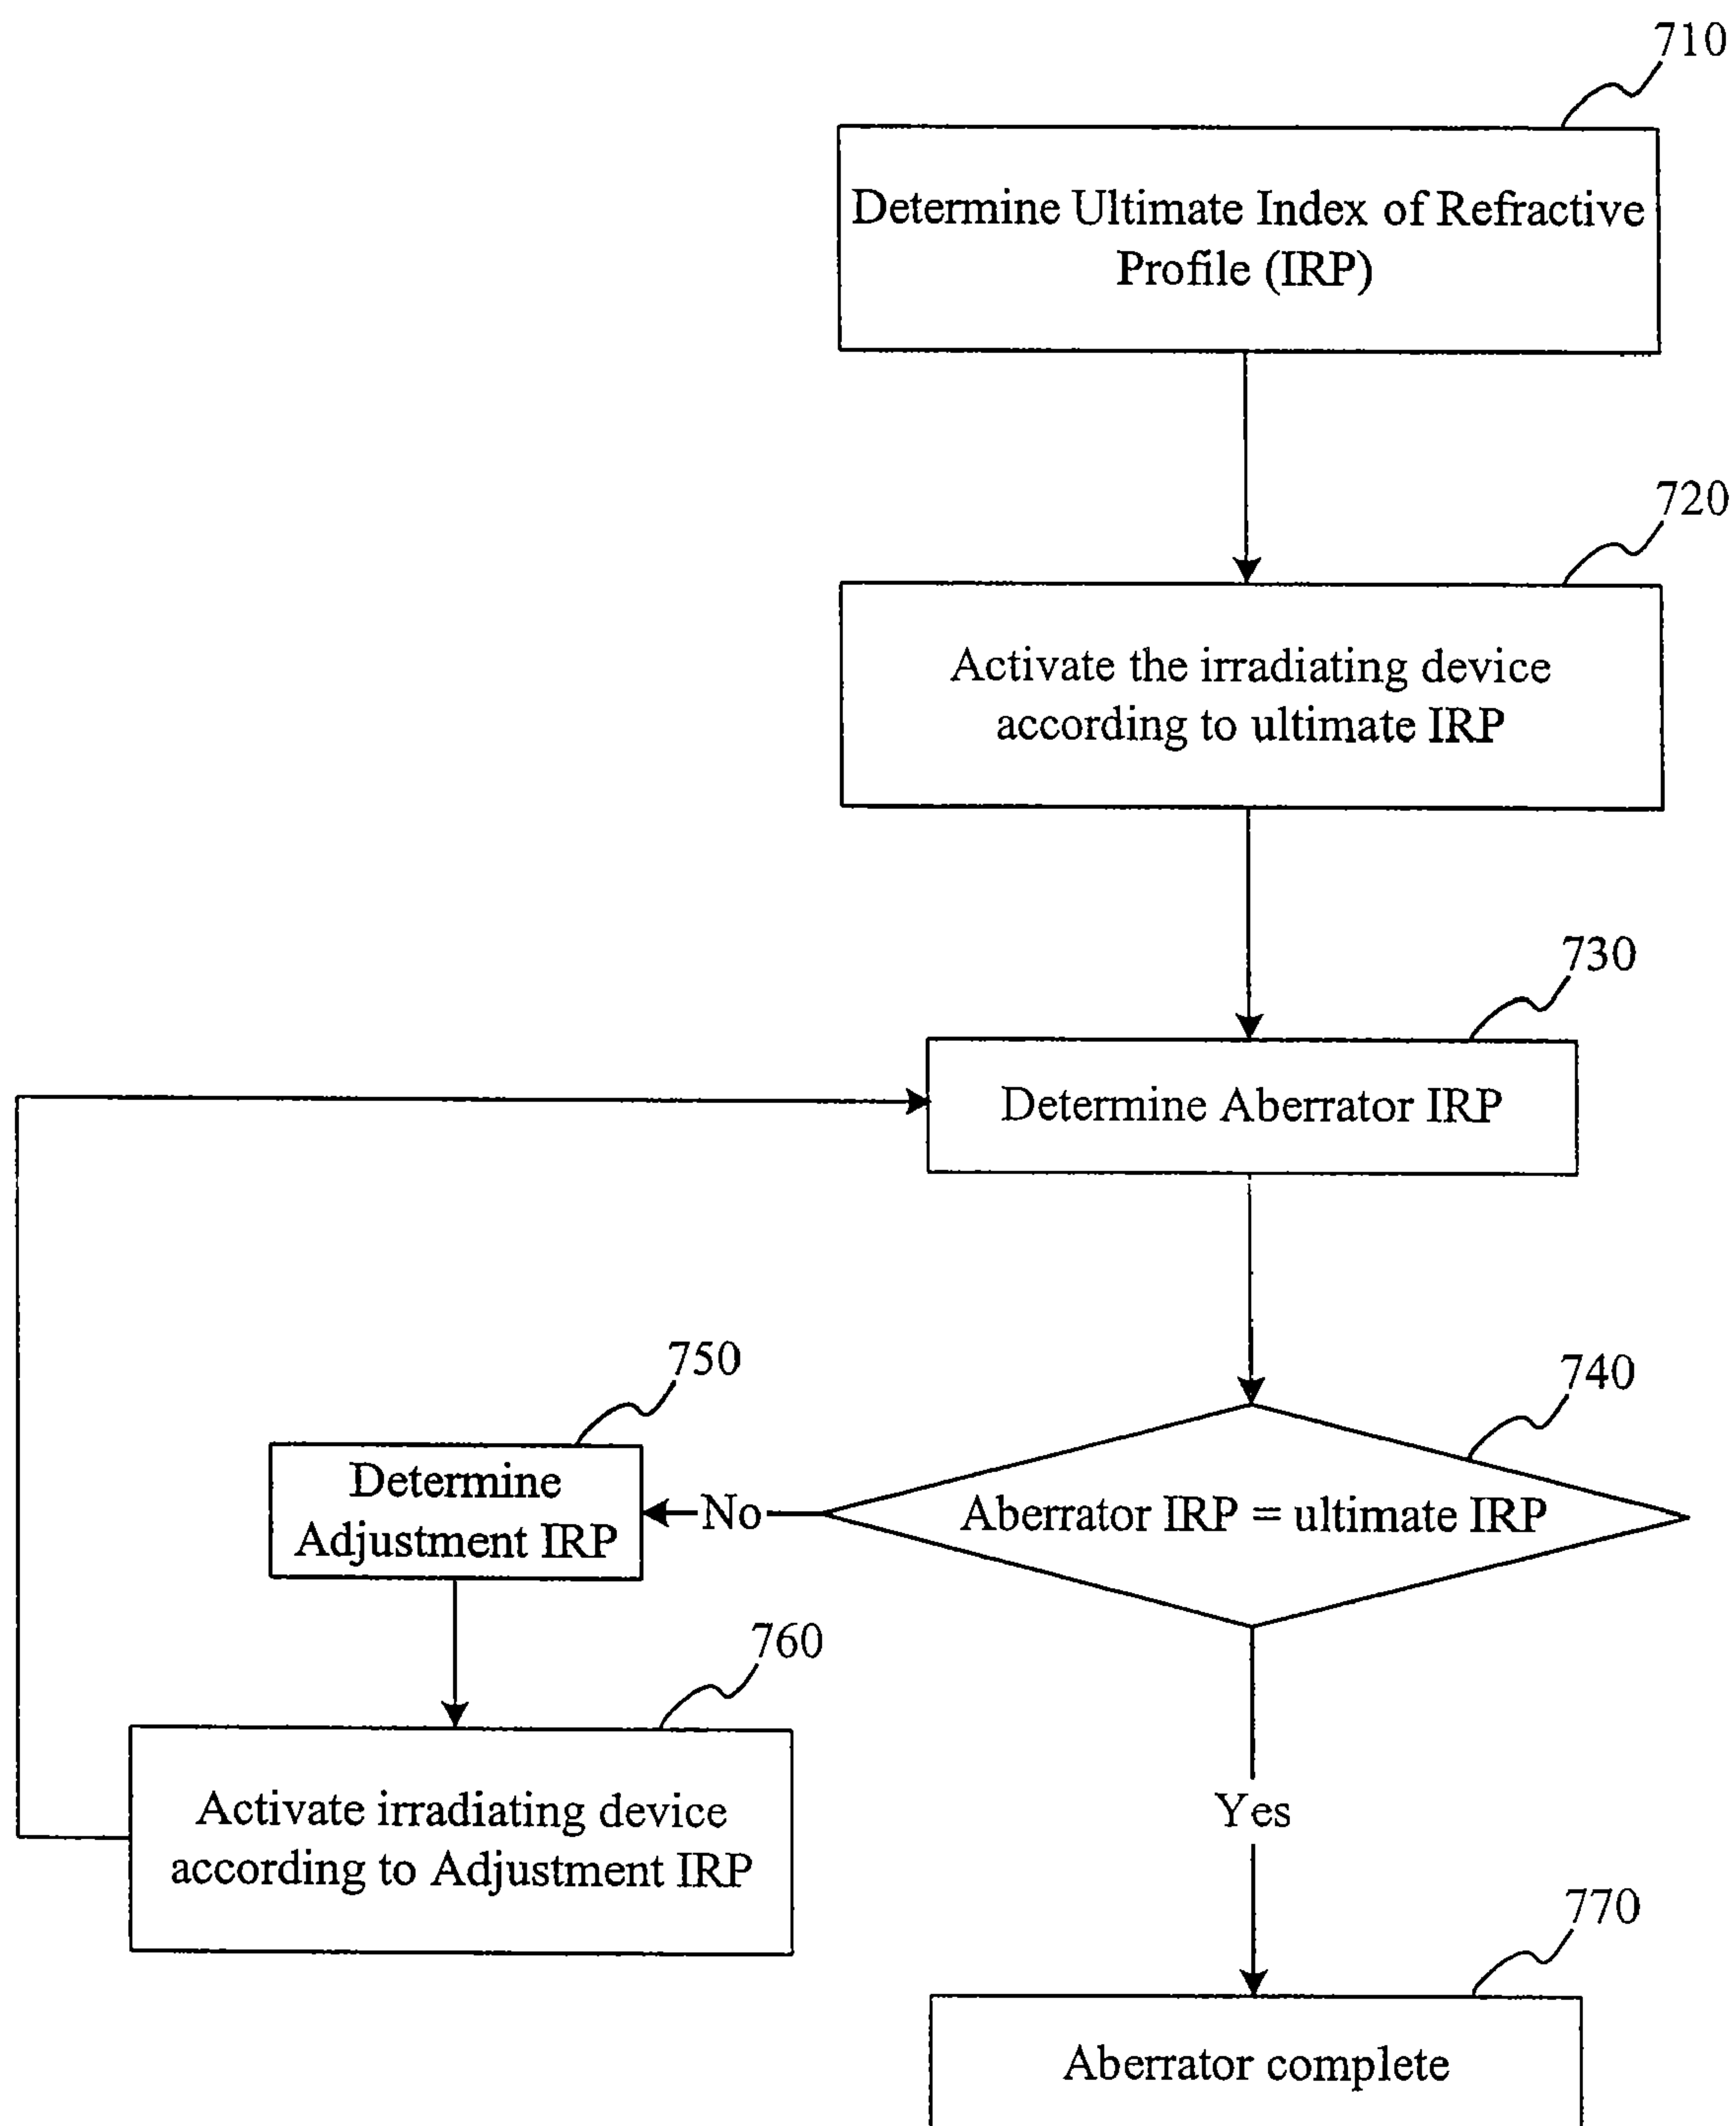 710
Determine Ultimate Index of Refractive
Profile (IRP)
720
Activate the irradiating device
according to ultimate IRP
730
Determine Aberrator IRP
740
Aberrator IRP = ultimate IRP
No
750
Determine
Adjustment IRP
760
Activate irradiating device
according to Adjustment IRP
Yes
770
Aberrator complete